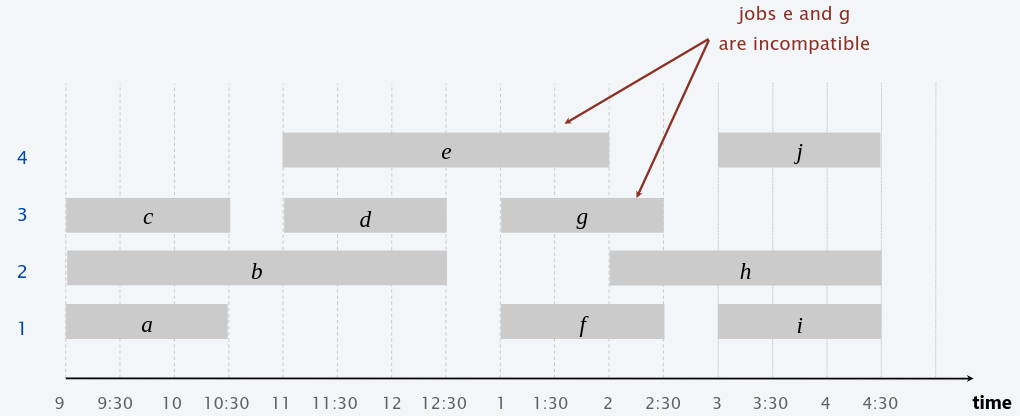 jobs e and g
are incompatible
4 e j
3 c d g
2 b h
1 a f i
9 9:30 10 10:30 11 11:30 12 12:30 1 1:30 2 2:30 3 3:30 4 4:30 time